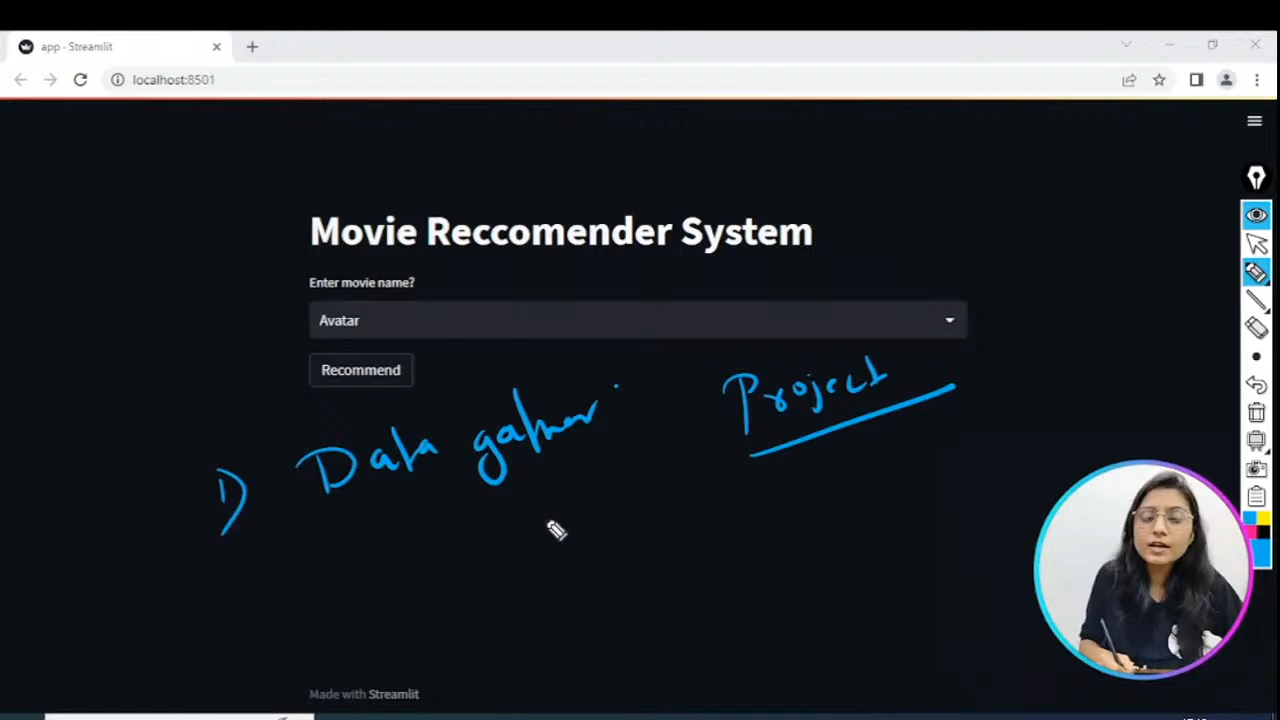 app - Streamlit
localhost:8501
Movie Reccomender System
Enter movie name?
Avatar
Recommend
Project
1) Data gather
Made with Streamlit